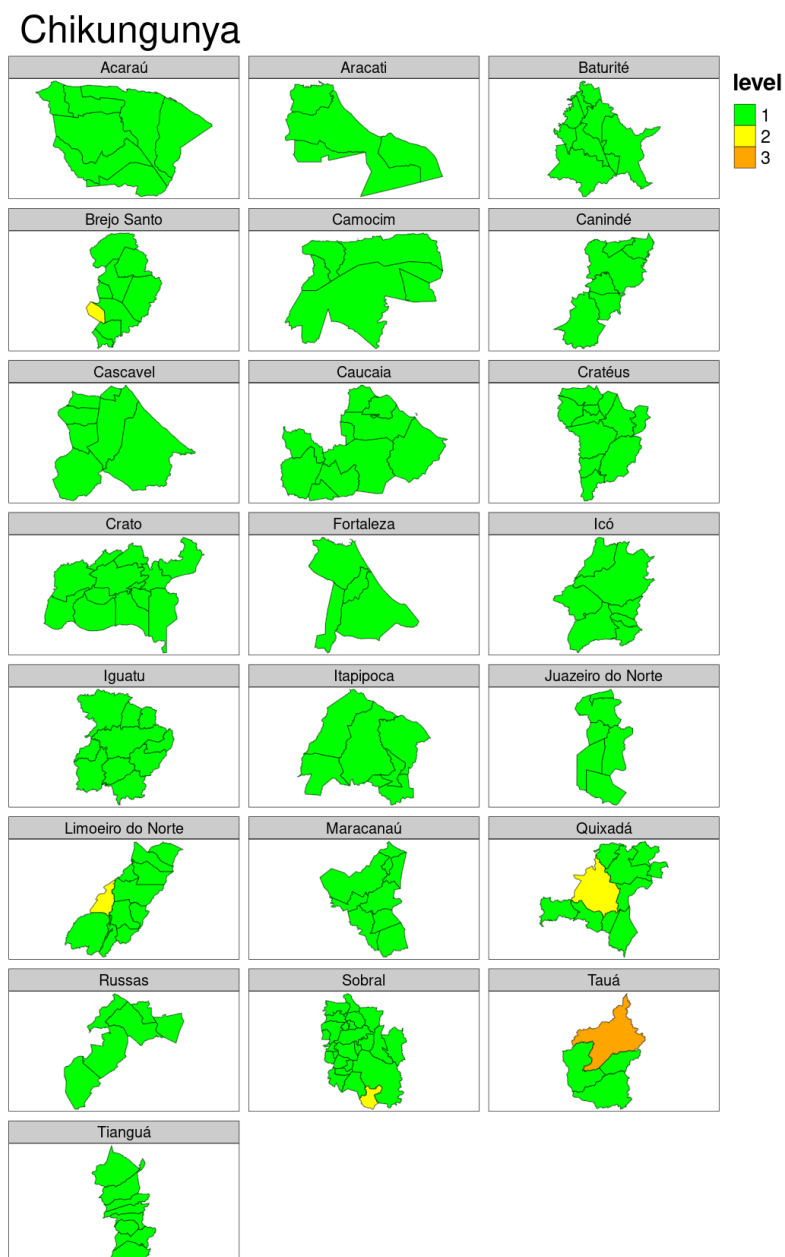 Chikungunya
Acaraú
Aracati
Baturité
level
1
2
3
Brejo Santo
Camocim
Canindé
Cascavel
Caucaia
Cratéus
Crato
Fortaleza
Icó
Iguatu
Itapipoca
Juazeiro do Norte
Limoeiro do Norte
Maracanaú
Quixadá
Russas
Sobral
Tauá
Tianguá